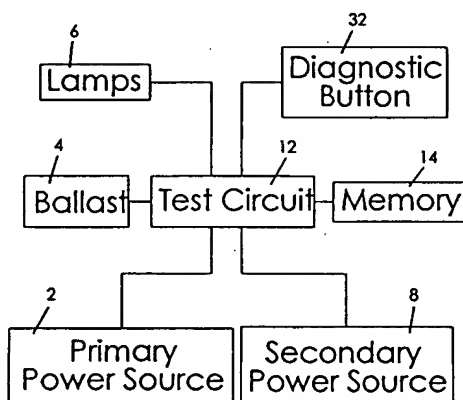 6
Lamps
32
Diagnostic
Button
4
Ballast
12
Test Circuit
14
Memory
2
Primary
Power Source
8
Secondary
Power Source